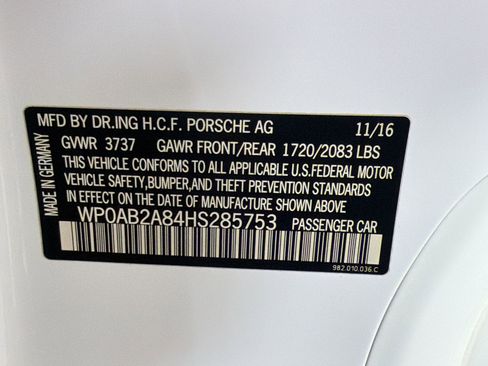 MFD BY DR.ING H.C.F. PORSCHE AG 11/16
GVWR 3737 GAWR FRONT/REAR 1720/2083 LBS
THIS VEHICLE CONFORMS TO ALL APPLICABLE U.S.FEDERAL MOTOR
VEHICLE SAFETY,BUMPER,AND THEFT PREVENTION STANDARDS
IN EFFECT ON THE DATE OF MANUFACTURE SHOWN ABOVE
WP0AB2A84HS285753 PASSENGER CAR
982.010.036.C
MADE IN GERMANY